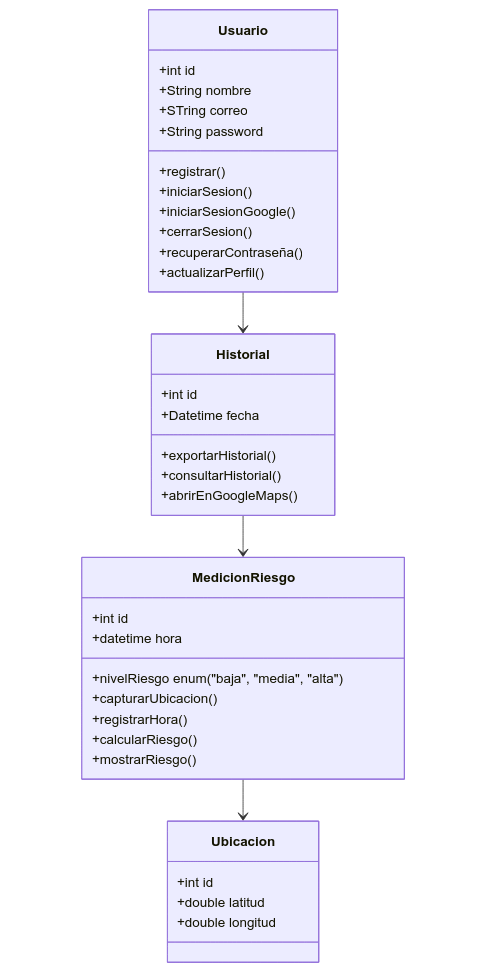 Usuario
+int id
+String nombre
+STring correo
+String password
+registrar()
+iniciarSesion()
+iniciarSesionGoogle()
+cerrarSesion()
+recuperarContraseña()
+actualizarPerfil()
Historial
+int id
+Datetime fecha
+exportarHistorial()
+consultarHistorial()
+abrirEnGoogleMaps()
MedicionRiesgo
+int id
+datetime hora
+nivelRiesgo enum("baja", "media", "alta")
+capturarUbicacion()
+registrarHora()
+calcularRiesgo()
+mostrarRiesgo()
Ubicacion
+int id
+double latitud
+double longitud